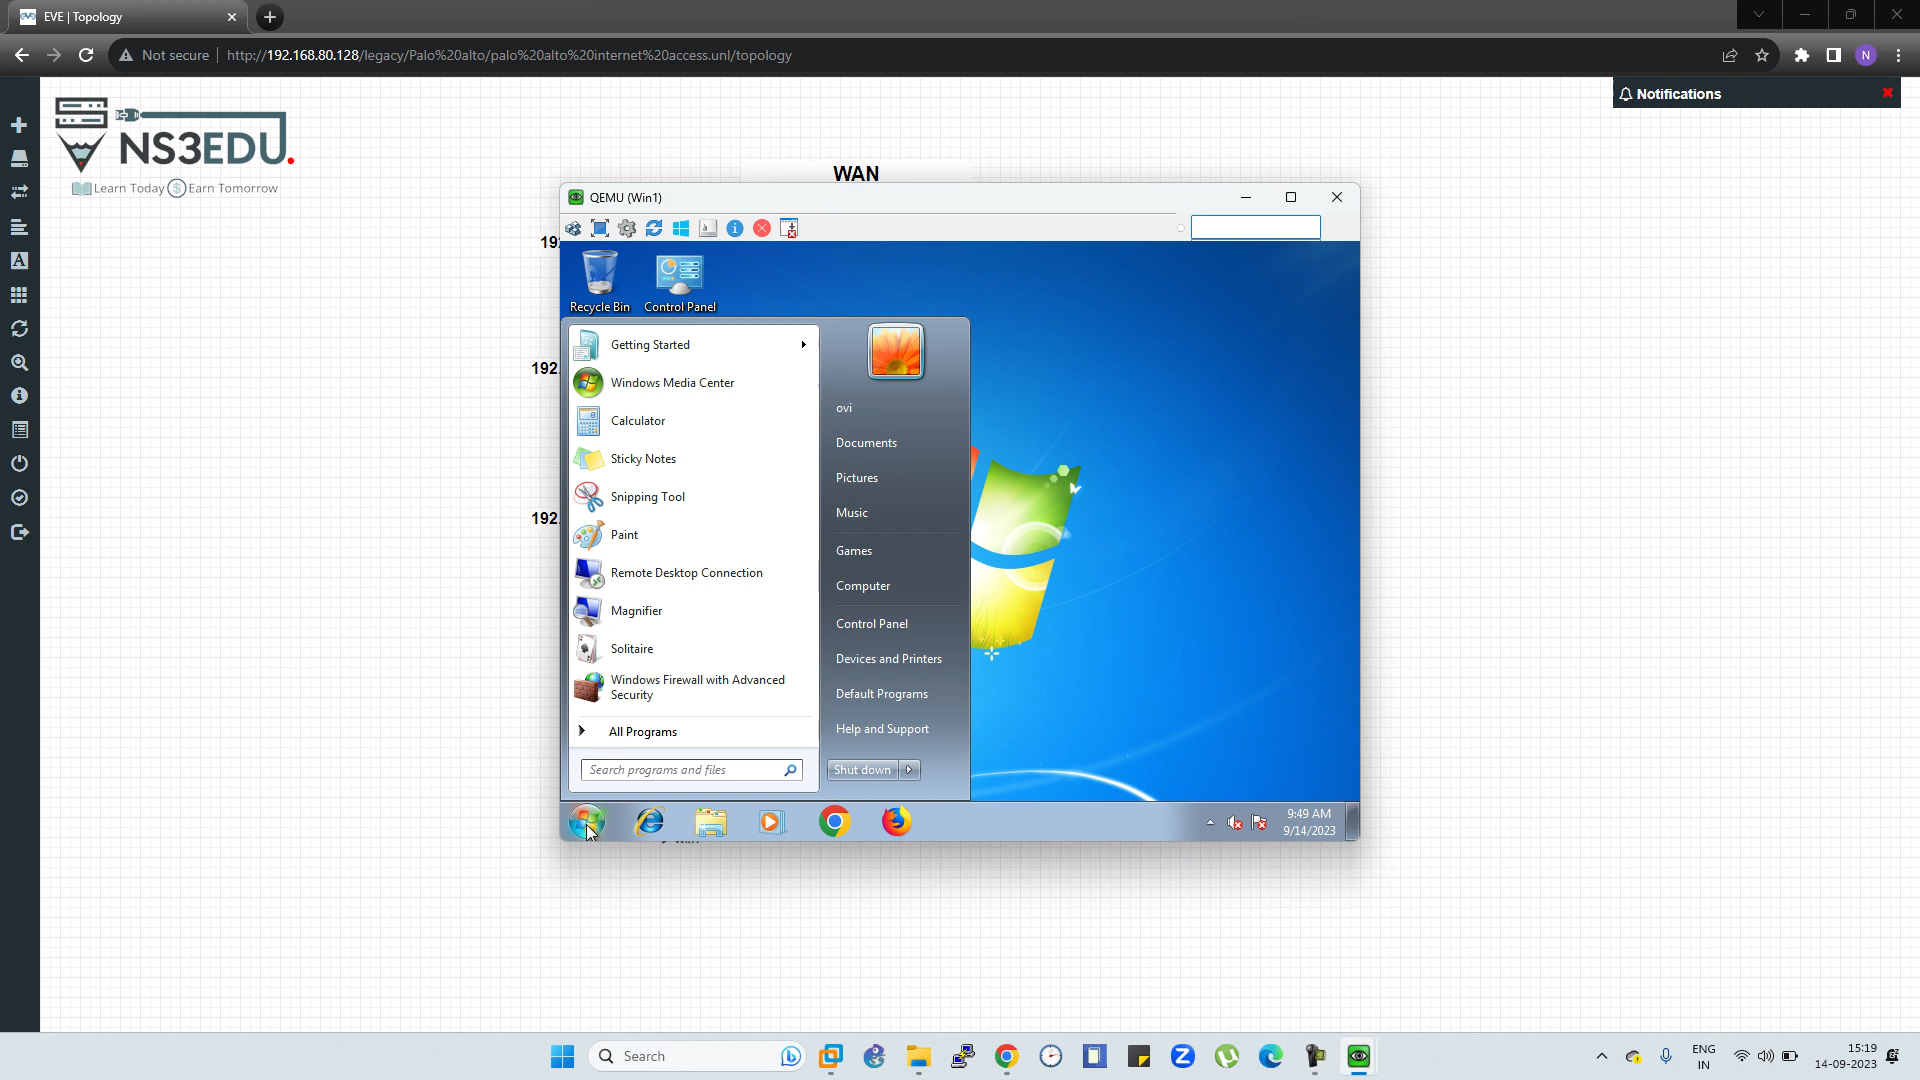 EVE | Topology
Not secure
http://192.168.80.128/legacy/Palo%20alto/palo%20alto%20internet%20access.unl/topology
N
Notifications
NS3EDU.
Learn Today $ Earn Tomorrow
A
WAN
QEMU (Win1)
a
19
192.
192.
Recycle Bin
Control Panel
Getting Started
Windows Media Center
Calculator
Sticky Notes
Snipping Tool
Paint
Remote Desktop Connection
Magnifier
Solitaire
Windows Firewall with Advanced
Security
All Programs
Search programs and files
ovi
Documents
Pictures
Music
Games
Computer
Control Panel
Devices and Printers
Default Programs
Help and Support
Shut down
9:49 AM
9/14/2023
Search
ENG
IN
15:19
14-09-2023